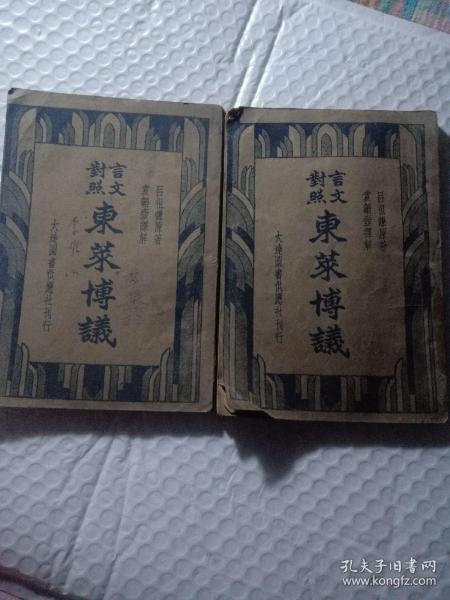 言文
對照
東萊博議
呂祖謙原著
大達圖書供應社刊行
言文
對照
東萊博議
呂祖謙原著
大達圖書供應社刊行
孔夫子旧书网
www.kongfz.com